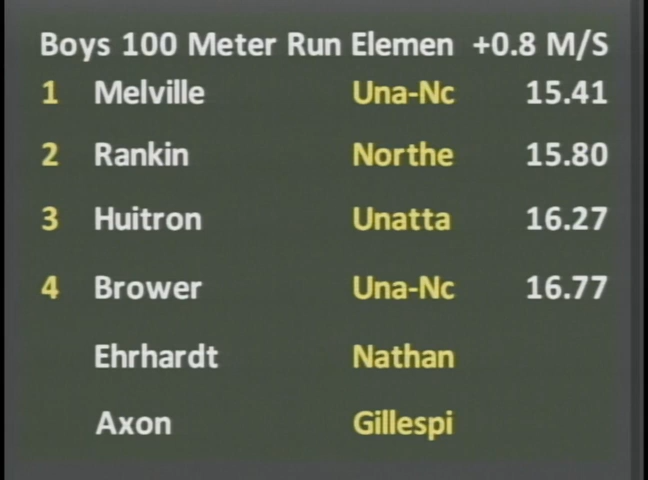 Boys 100 Meter Run Elemen +0.8 M/S
1 Melville Una-Nc 15.41
2 Rankin Northe 15.80
3 Huitron Unatta 16.27
4 Brower Una-Nc 16.77
Ehrhardt Nathan
Axon Gillespi